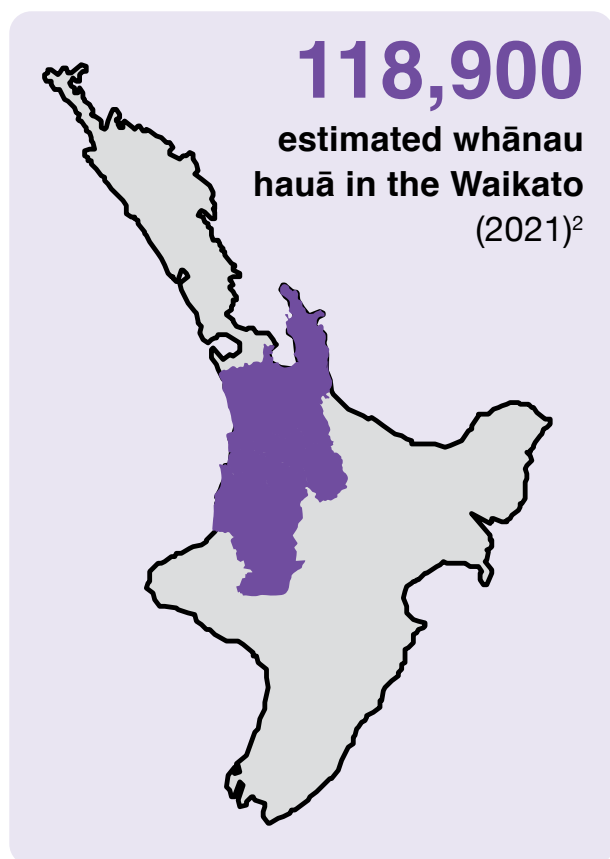 118,900
estimated whānau
hauā in the Waikato
(2021)²